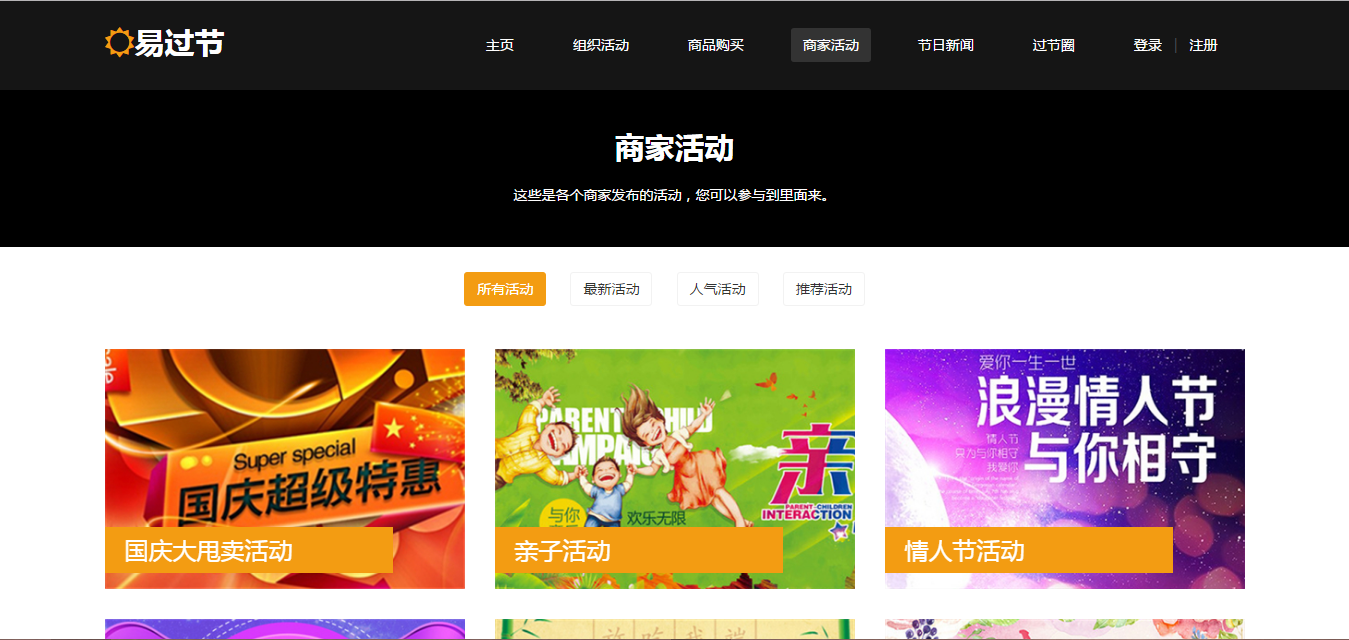 易过节
主页 组织活动 商品购买 商家活动 节日新闻 过节圈 登录 | 注册
商家活动
这些是各个商家发布的活动，您可以参与到里面来。
所有活动 最新活动 人气活动 推荐活动
Super special
国庆超级特惠
国庆大甩卖活动
PARENT CHILD
CAMPAI
亲
PARENT-CHILDREN
INTERACTION
与你
欢乐无限
亲子活动
爱你一生一世
浪漫情人节
与你相守
情人节
只为与你相守
我爱你
情人节活动